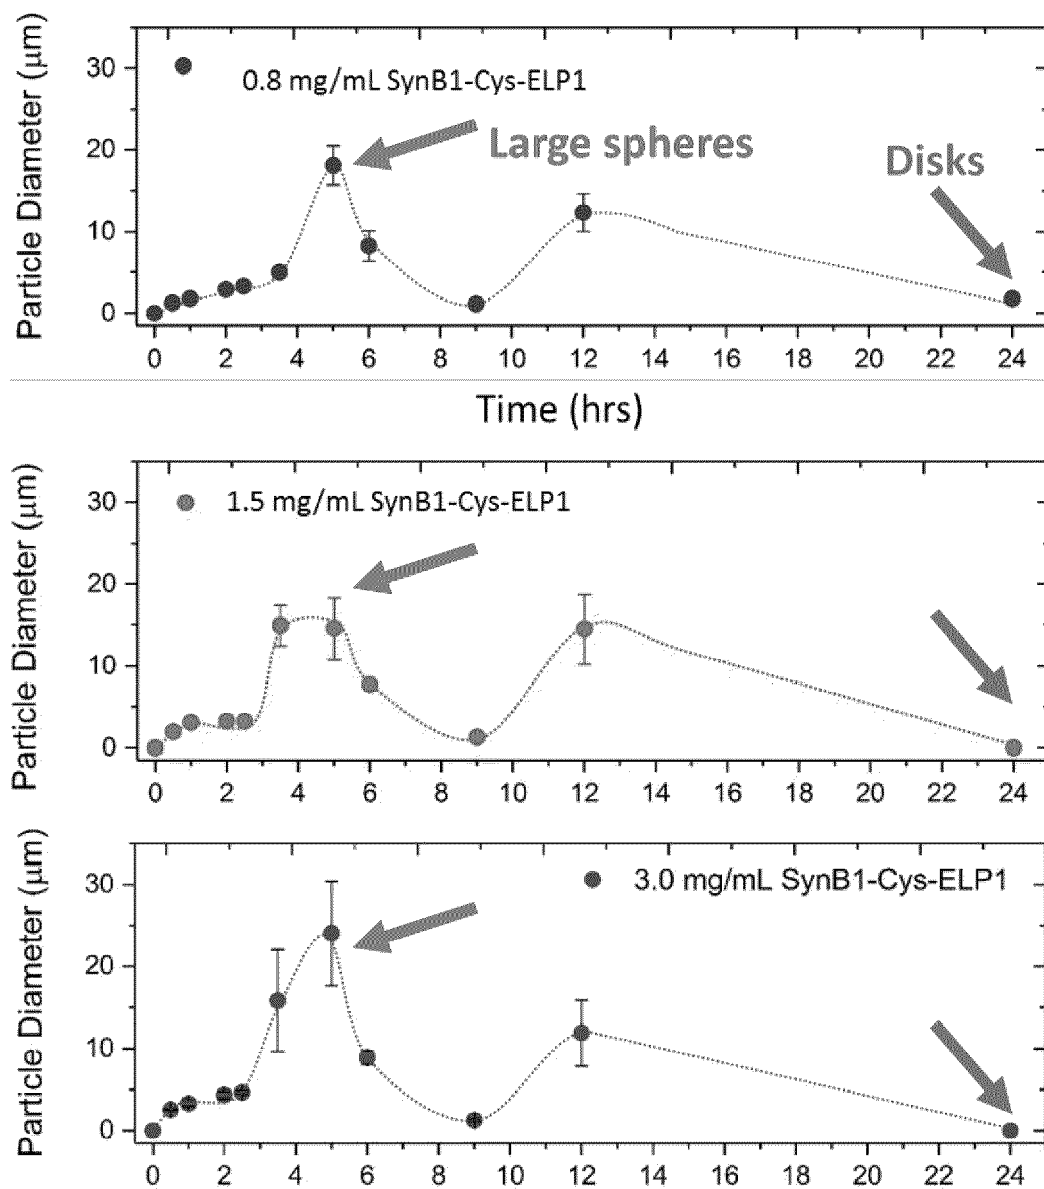 Particle Diameter (μm)
30
20
10
0
0.8 mg/mL SynB1-Cys-ELP1
Large spheres
Disks
0 2 4 6 8 10 12 14 16 18 20 22 24
Time (hrs)
Particle Diameter (μm)
30
20
10
0
1.5 mg/mL SynB1-Cys-ELP1
0 2 4 6 8 10 12 14 16 18 20 22 24
Particle Diameter (μm)
30
20
10
0
3.0 mg/mL SynB1-Cys-ELP1
0 2 4 6 8 10 12 14 16 18 20 22 24